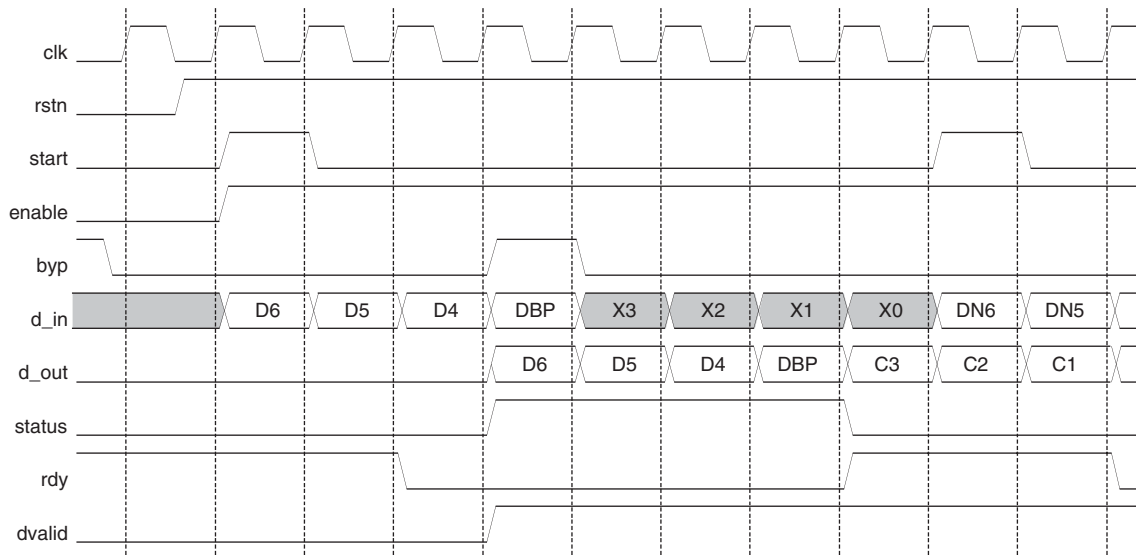 clk
rstn
start
enable
byp
d_in D6 D5 D4 DBP X3 X2 X1 X0 DN6 DN5
d_out D6 D5 D4 DBP C3 C2 C1
status
rdy
dvalid